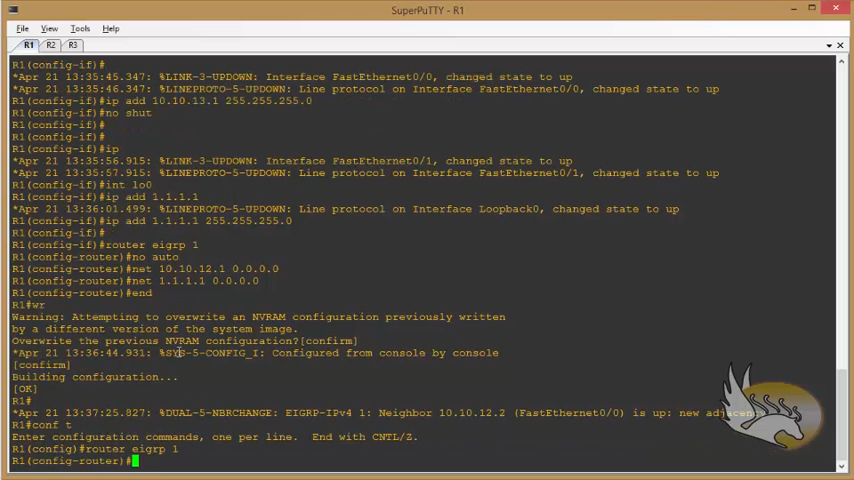 SuperPuTTY - R1
File View Tools Help
R1 R2 R3
R1(config-if)#
*Apr 21 13:35:45.347: %LINK-3-UPDOWN: Interface FastEthernet0/0, changed state to up
*Apr 21 13:35:46.347: %LINEPROTO-5-UPDOWN: Line protocol on Interface FastEthernet0/0, changed state to up
R1(config-if)#ip add 10.10.13.1 255.255.255.0
R1(config-if)#no shut
R1(config-if)#
R1(config-if)#
R1(config-if)#ip
*Apr 21 13:35:56.915: %LINK-3-UPDOWN: Interface FastEthernet0/1, changed state to up
*Apr 21 13:35:57.915: %LINEPROTO-5-UPDOWN: Line protocol on Interface FastEthernet0/1, changed state to up
R1(config-if)#int lo0
R1(config-if)#ip add 1.1.1.1
*Apr 21 13:36:01.499: %LINEPROTO-5-UPDOWN: Line protocol on Interface Loopback0, changed state to up
R1(config-if)#ip add 1.1.1.1 255.255.255.0
R1(config-if)#
R1(config-if)#router eigrp 1
R1(config-router)#no auto
R1(config-router)#net 10.10.12.1 0.0.0.0
R1(config-router)#net 1.1.1.1 0.0.0.0
R1(config-router)#end
R1#wr
Warning: Attempting to overwrite an NVRAM configuration previously written
by a different version of the system image.
Overwrite the previous NVRAM configuration?[confirm]
*Apr 21 13:36:44.931: %SYS-5-CONFIG_I: Configured from console by console
[confirm]
Building configuration...
[OK]
R1#
*Apr 21 13:37:25.827: %DUAL-5-NBRCHANGE: EIGRP-IPv4 1: Neighbor 10.10.12.2 (FastEthernet0/0) is up: new adjacency
R1#conf t
Enter configuration commands, one per line. End with CNTL/Z.
R1(config)#router eigrp 1
R1(config-router)#